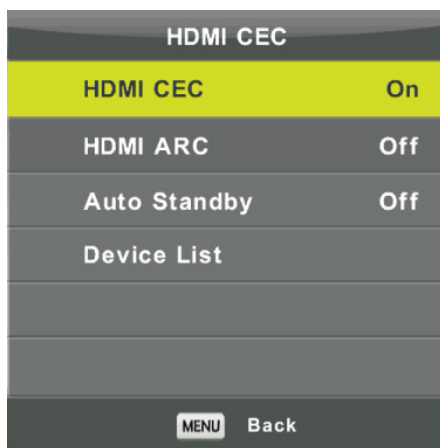 HDMI CEC
HDMI CEC On
HDMI ARC Off
Auto Standby Off
Device List
MENU Back